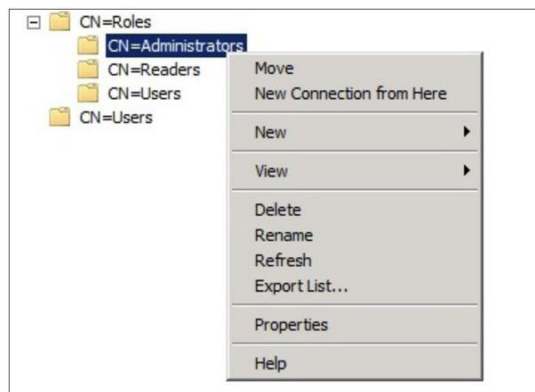 CN=Roles
CN=Administrators
CN=Readers
CN=Users
CN=Users
Move
New Connection from Here
New
View
Delete
Rename
Refresh
Export List...
Properties
Help